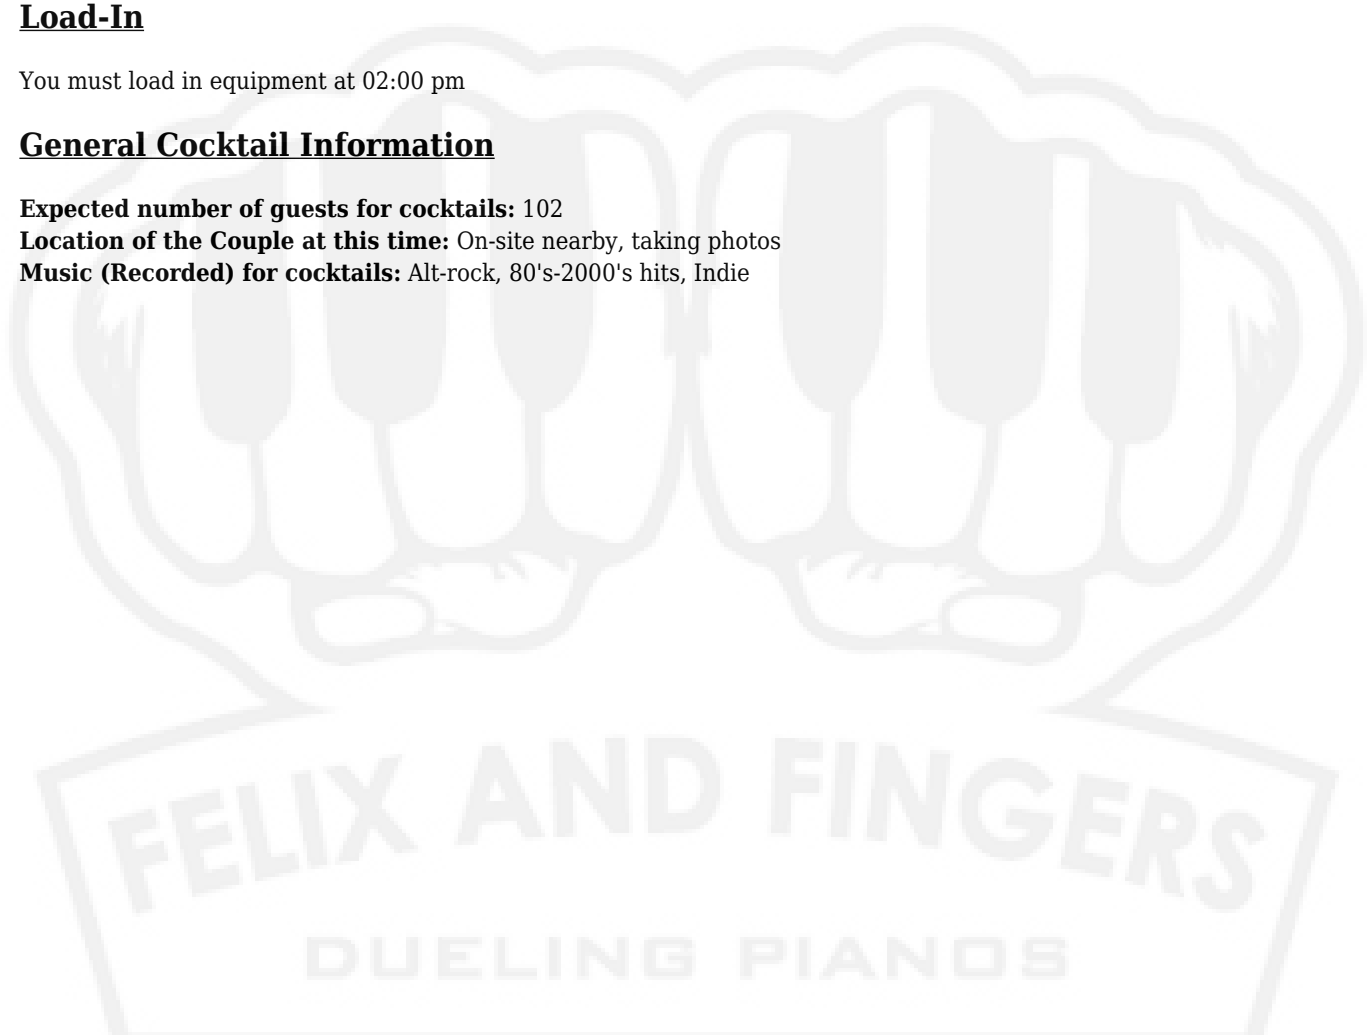 Load-In
You must load in equipment at 02:00 pm
General Cocktail Information
Expected number of guests for cocktails: 102
Location of the Couple at this time: On-site nearby, taking photos
Music (Recorded) for cocktails: Alt-rock, 80's-2000's hits, Indie
FELIX AND FINGERS
DUELING PIANOS